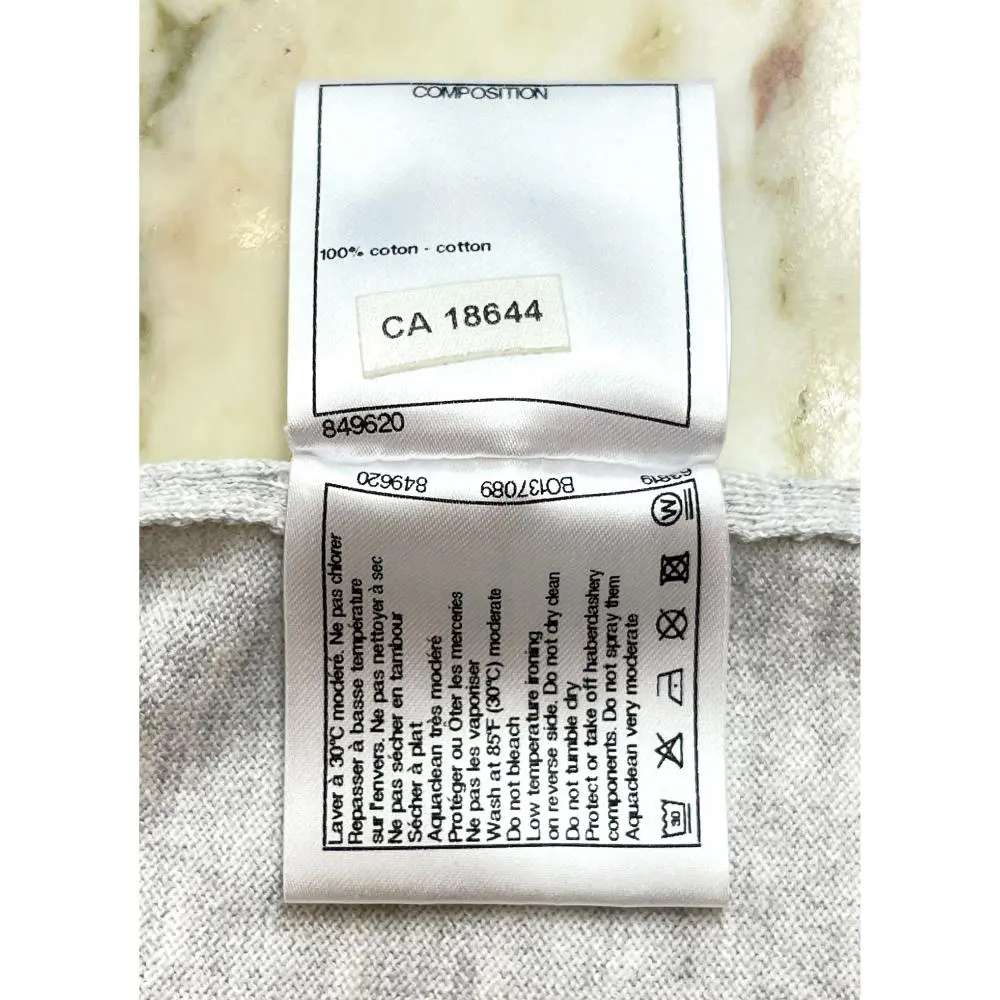 COMPOSITION
100% coton - cotton
CA 18644
849620
849620
BO137089
63819
Laver à 30°C modéré. Ne pas chlorer
Repasser à basse température
sur l'envers. Ne pas nettoyer à sec
Ne pas sécher en tambour
Sécher à plat
Aquaclean très modéré
Protéger ou Ôter les merceries
Ne pas les vaporiser
Wash at 85°F (30°C) moderate
Do not bleach
Low temperature ironing
on reverse side. Do not dry clean
Do not tumble dry
Protect or take off haberdashery
components. Do not spray them
Aquaclean very moderate
30
W